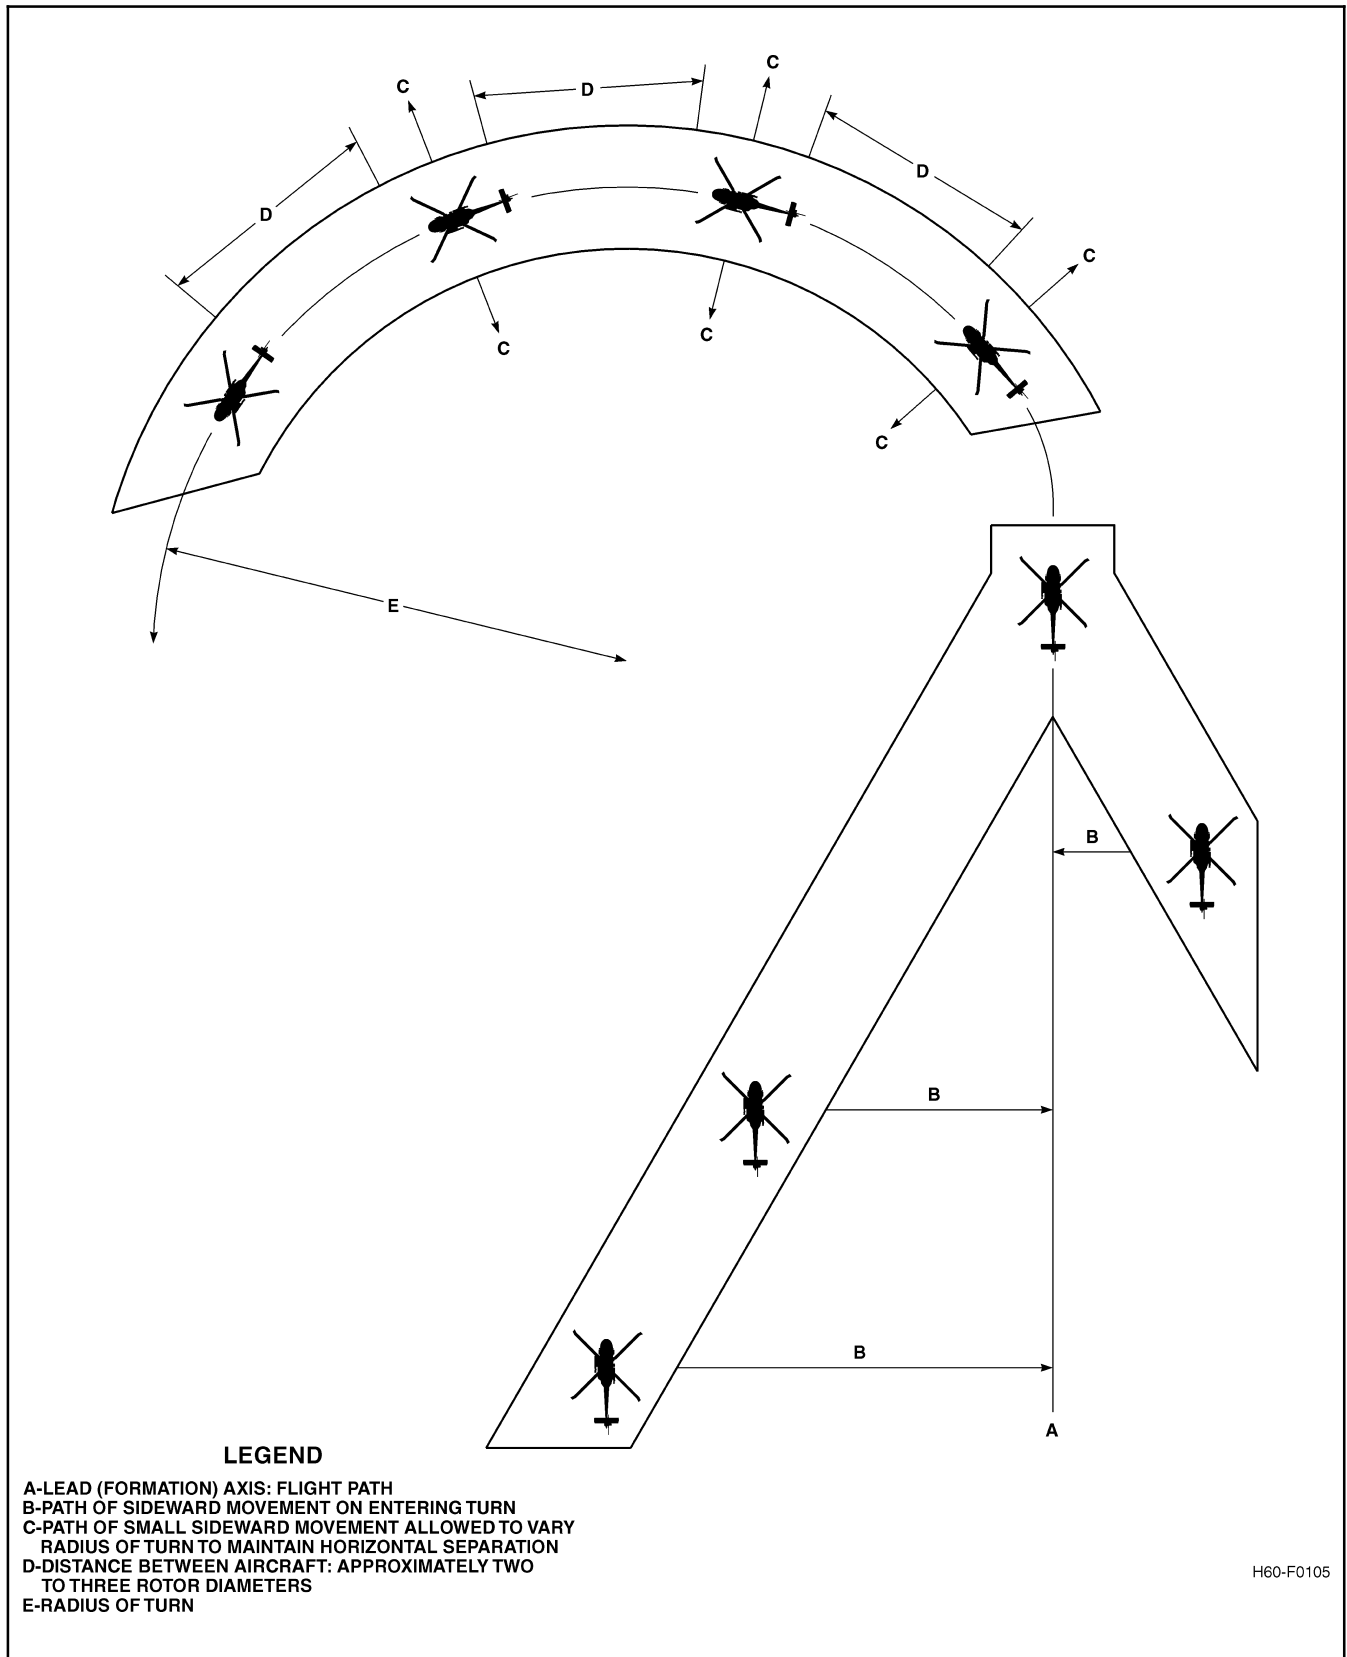 C
D
C
D
D
C
C
C
C
E
B
B
B
A
LEGEND
A-LEAD (FORMATION) AXIS: FLIGHT PATH
B-PATH OF SIDEWARD MOVEMENT ON ENTERING TURN
C-PATH OF SMALL SIDEWARD MOVEMENT ALLOWED TO VARY
RADIUS OF TURN TO MAINTAIN HORIZONTAL SEPARATION
D-DISTANCE BETWEEN AIRCRAFT: APPROXIMATELY TWO
TO THREE ROTOR DIAMETERS
E-RADIUS OF TURN
H60-F0105